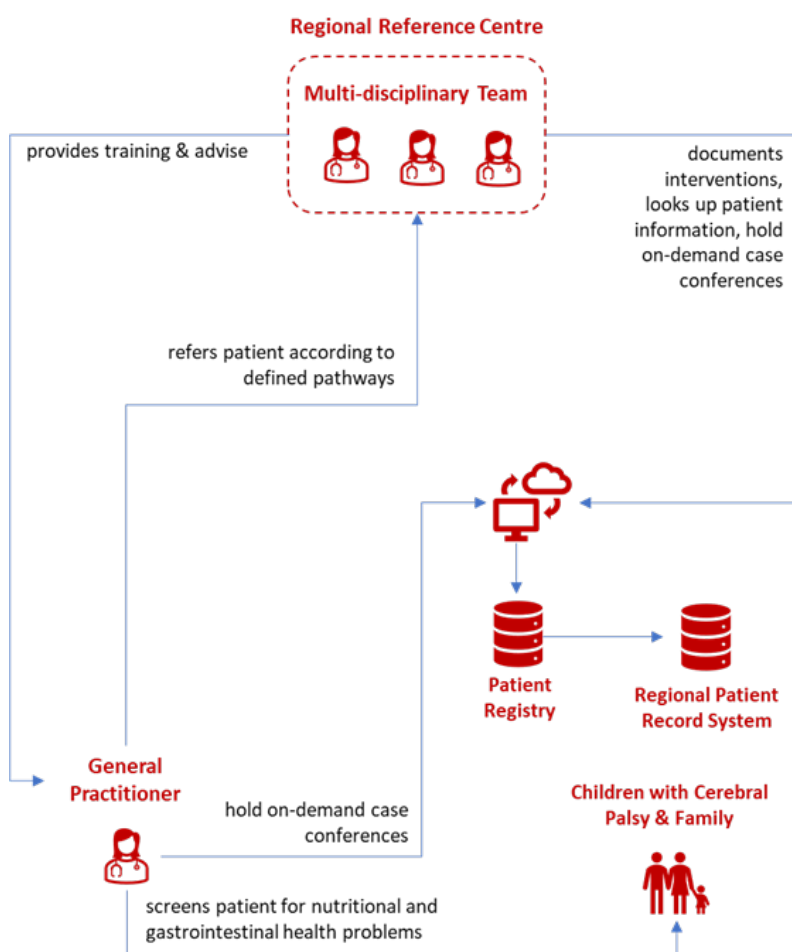 Regional Reference Centre
Multi-disciplinary Team
provides training & advise
documents
interventions,
looks up patient
information, hold
on-demand case
conferences
refers patient according to
defined pathways
Patient
Registry
Regional Patient
Record System
General
Practitioner
hold on-demand case
conferences
Children with Cerebral
Palsy & Family
screens patient for nutritional and
gastrointestinal health problems